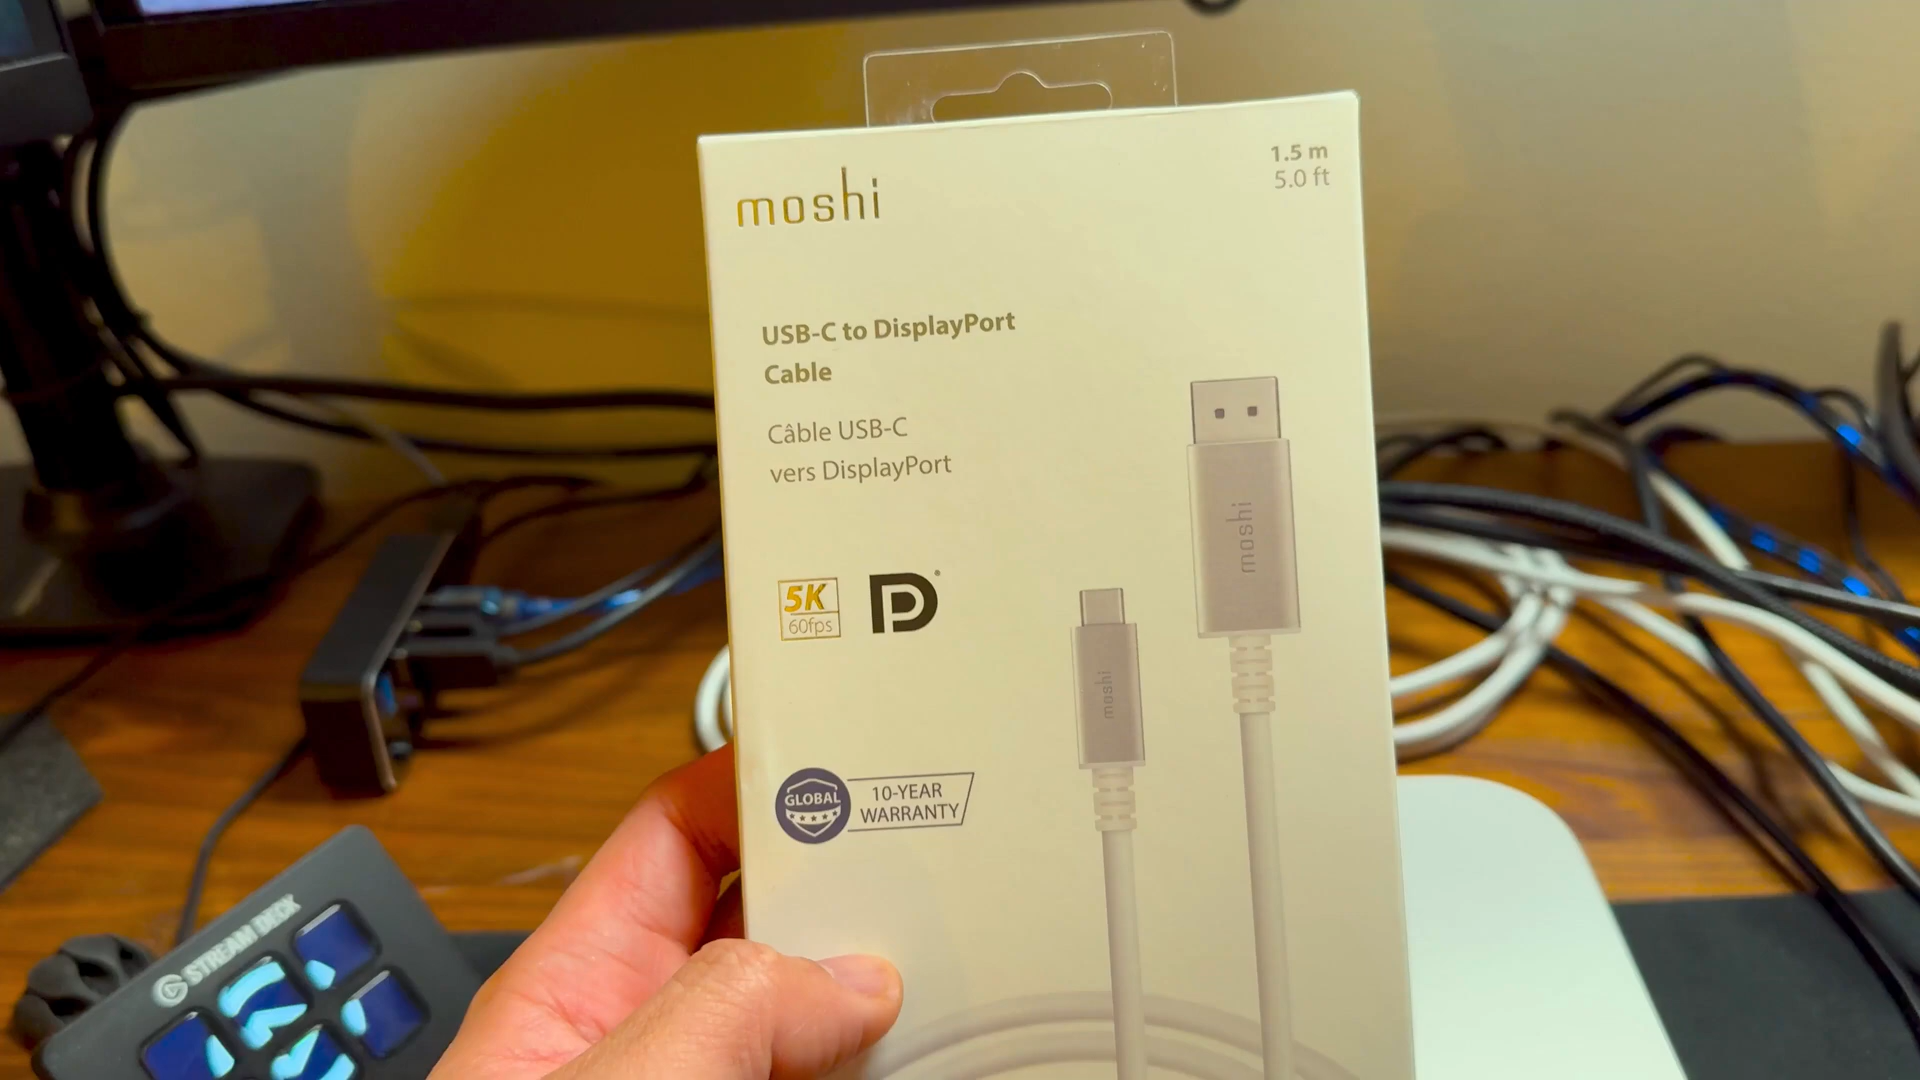 moshi
1.5 m
5.0 ft
USB-C to DisplayPort
Cable
Câble USB-C
vers DisplayPort
5K
60fps
GLOBAL
10-YEAR
WARRANTY
moshi
moshi
STREAM DECK